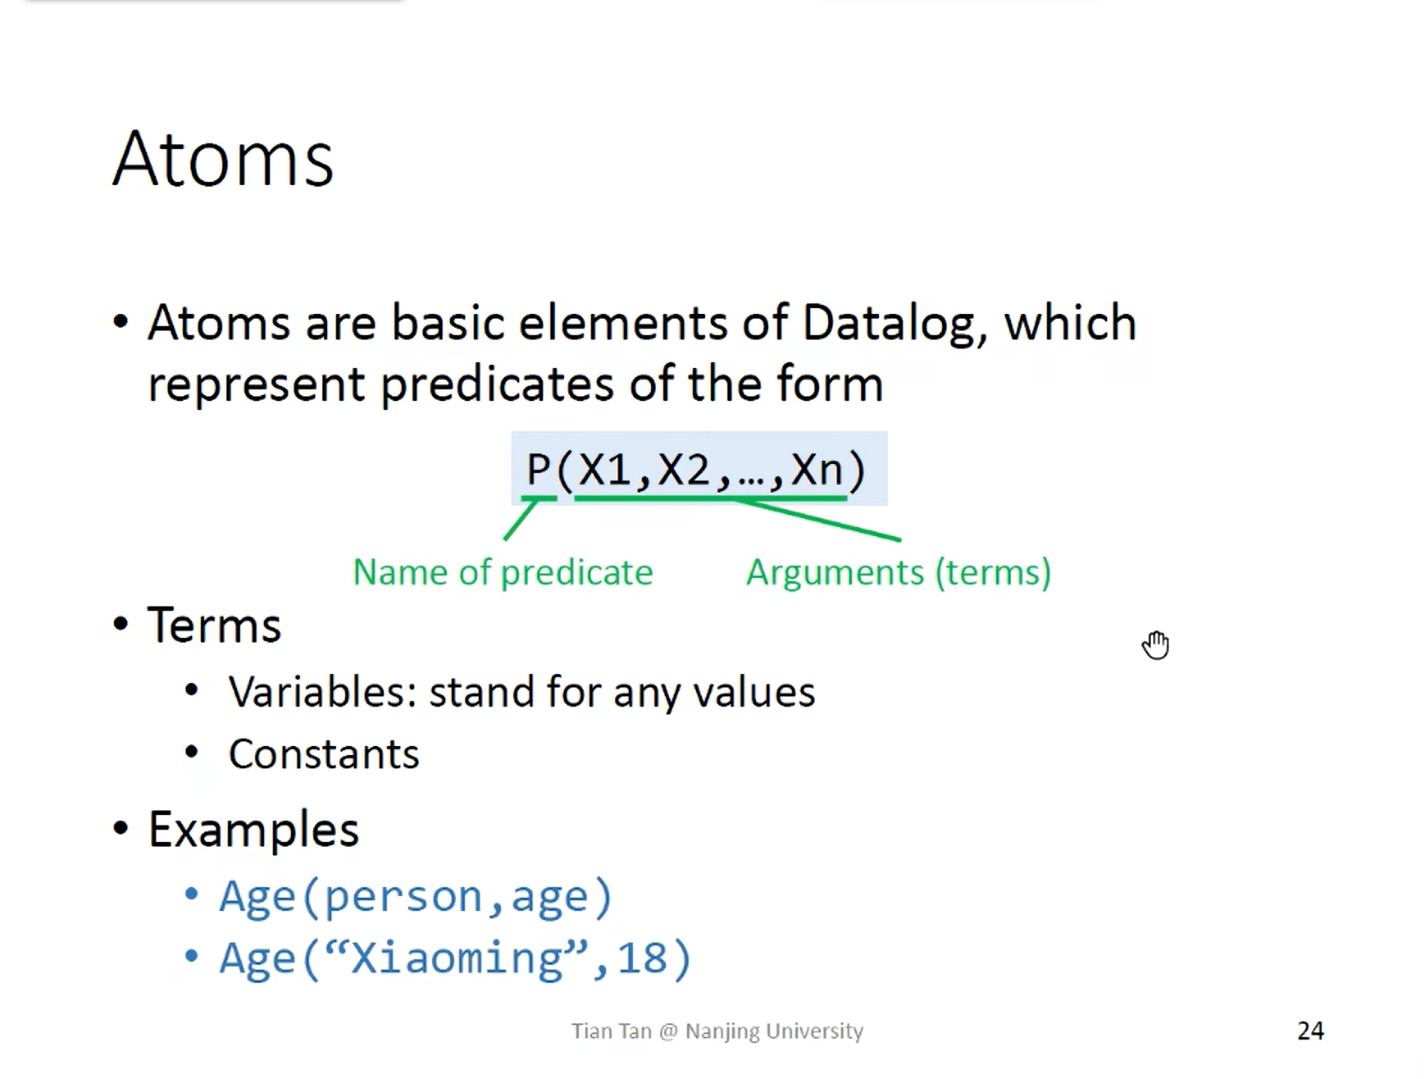 Atoms
• Atoms are basic elements of Datalog, which
represent predicates of the form
P(X1,X2,…,Xn)
Name of predicate
Arguments (terms)
• Terms
• Variables: stand for any values
• Constants
• Examples
• Age(person,age)
• Age(“Xiaoming”,18)
Tian Tan @ Nanjing University
24